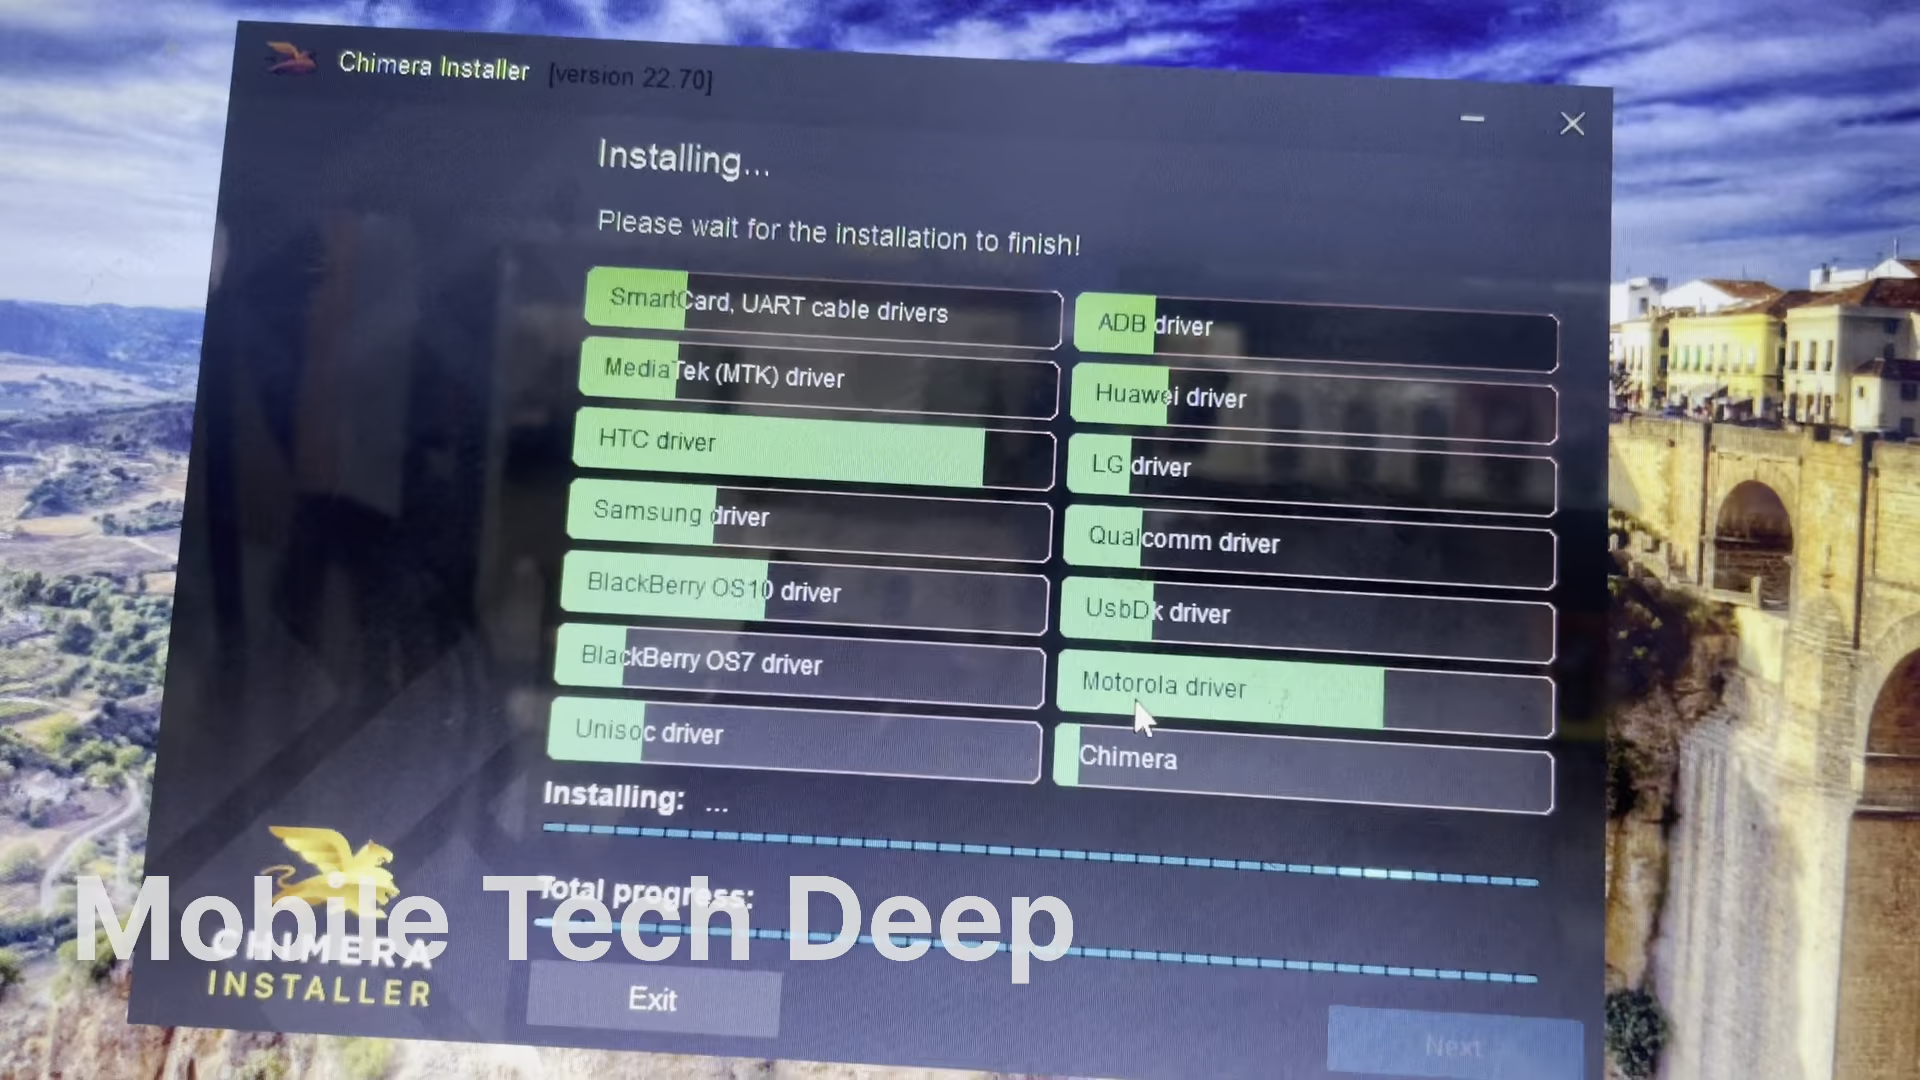 Chimera Installer [version 22.70]
Installing...
Please wait for the installation to finish!
SmartCard, UART cable drivers
ADB driver
MediaTek (MTK) driver
Huawei driver
HTC driver
LG driver
Samsung driver
Qualcomm driver
BlackBerry OS10 driver
UsbDk driver
BlackBerry OS7 driver
Motorola driver
Unisoc driver
Chimera
Installing: ...
Total progress:
Mobile Tech Deep
CHIMERA
INSTALLER
Exit
Next